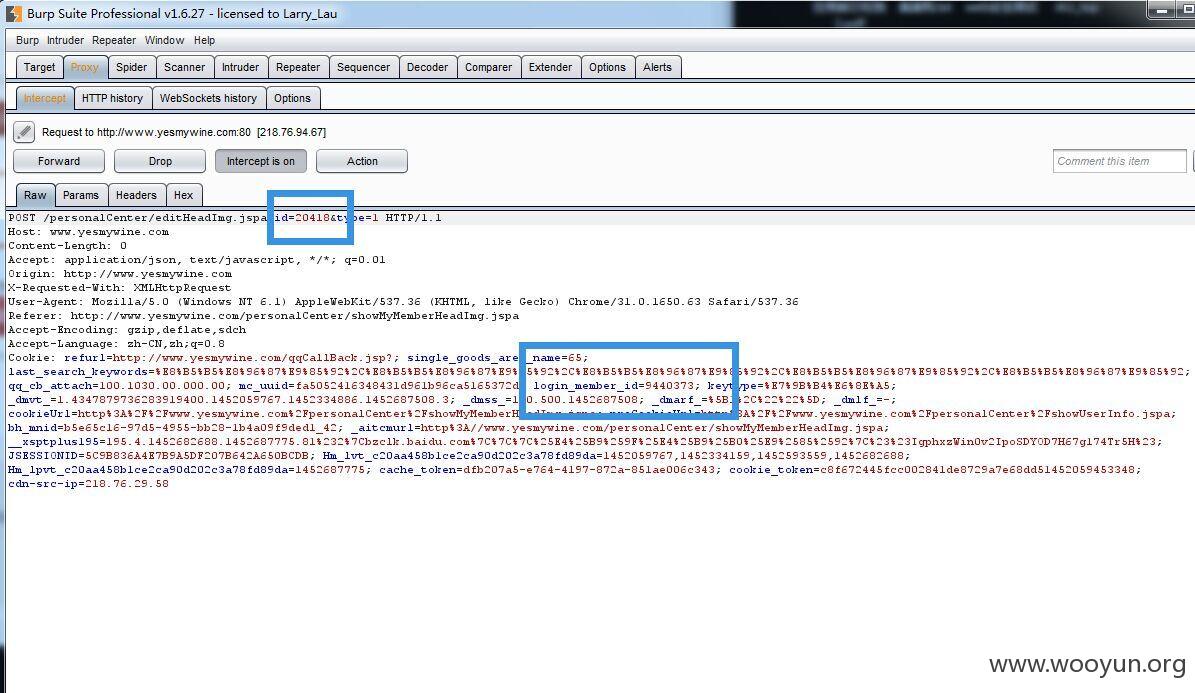 Burp Suite Professional v1.6.27 - licensed to Larry_Lau
Burp Intruder Repeater Window Help
Target Proxy Spider Scanner Intruder Repeater Sequencer Decoder Comparer Extender Options Alerts
Intercept HTTP history WebSockets history Options
Request to http://www.yesmywine.com:80 [218.76.94.67]
Forward Drop Intercept is on Action Comment this item
Raw Params Headers Hex
POST /personalCenter/editHeadImg.jspa id=20418&type=1 HTTP/1.1
Host: www.yesmywine.com
Content-Length: 0
Accept: application/json, text/javascript, */*; q=0.01
Origin: http://www.yesmywine.com
X-Requested-With: XMLHttpRequest
User-Agent: Mozilla/5.0 (Windows NT 6.1) AppleWebKit/537.36 (KHTML, like Gecko) Chrome/31.0.1650.63 Safari/537.36
Referer: http://www.yesmywine.com/personalCenter/showMyMemberHeadImg.jspa
Accept-Encoding: gzip,deflate,sdch
Accept-Language: zh-CN,zh;q=0.8
Cookie: refurl=http://www.yesmywine.com/qqCallBack.jsp?; single_goods_are _name=65;
last_search_keywords=%E8%B5%B5%E8%96%87%E9%85%92%2C%E8%B5%B5%E8%96%87%E9% 5%92%2C%E8%B5%B5%E8%96%87%E9%85%92%2C%E8%B5%B5%E8%96%87%E9%85%92;
qq_cb_attach=100.1030.00.000.00; mc_uuid=fa5052416348431d961b96ca5165372d login_member_id=9440373; keytype=%E7%9B%B4%E6%8E%A5;
_dmvt_=1.4347879736283919400.1452059767.1452334886.1452687508.3; _dmss_=1 0.500.1452687508; _dmarf_=%5B %2C%22%22%5D; _dmlf_=-;
cookieUrl=http%3A%2F%2Fwww.yesmywine.com%2FpersonalCenter%2FshowMyMemberHeadImg.jspa; %3A%2F%2Fwww.yesmywine.com%2FpersonalCenter%2FshowUserInfo.jspa;
bh_mnid=b5e65c16-97d5-4955-bb28-1b4a09f9ded1_42; _aitcmurl=http%3A//www.yesmywine.com/personalCenter/showMyMemberHeadImg.jspa;
__xsptplus195=195.4.1452682688.1452687775.81%232%7Cbzclk.baidu.com%7C%7C%7C%25E4%25B9%259F%25E4%25B9%25B0%25E9%2585%2592%7C%23%23IgphxzWin0v2IpoSDYOD7H67gl74Tr5H%23;
JSESSIONID=5C9B836A4E7B9A5DF207B642A650BCDB; Hm_lvt_c20aa458b1ce2ca90d202c3a78fd89da=1452059767,1452334159,1452593559,1452682688;
Hm_lpvt_c20aa458b1ce2ca90d202c3a78fd89da=1452687775; cache_token=dfb207a5-e764-4197-872a-851ae006c343; cookie_token=c8f672445fcc002841de8729a7e68dd51452059453348;
cdn-src-ip=218.76.29.58
www.wooyun.org